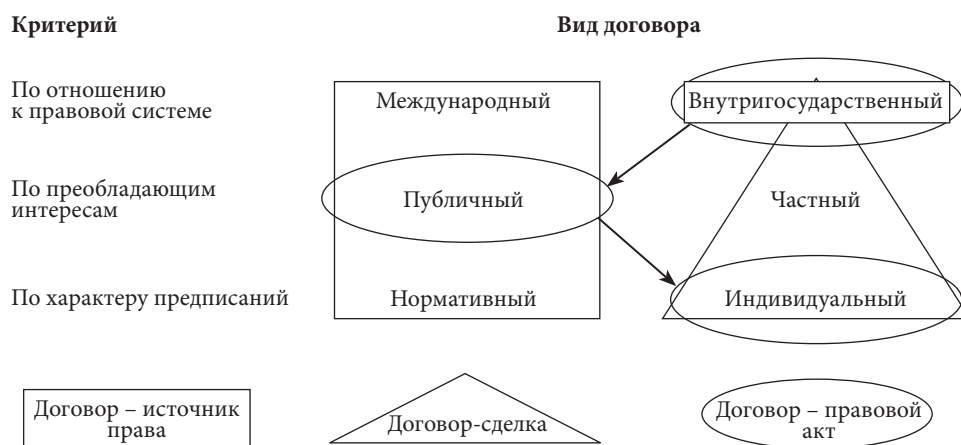 Критерий
Вид договора
По отношению
к правовой системе
Международный
Внутригосударственный
По преобладающим
интересам
Публичный
Частный
По характеру предписаний
Нормативный
Индивидуальный
Договор – источник
права
Договор-сделка
Договор – правовой
акт